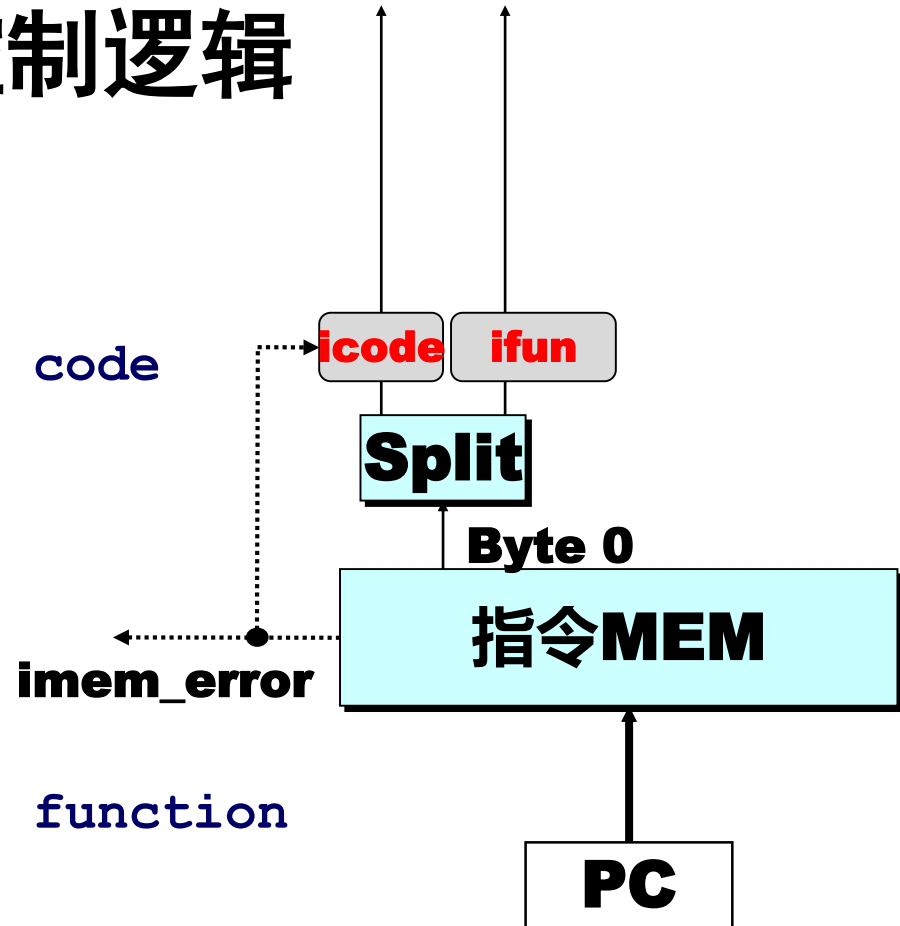 制逻辑
code
icode
ifun
Split
Byte 0
指令MEM
imem_error
function
PC